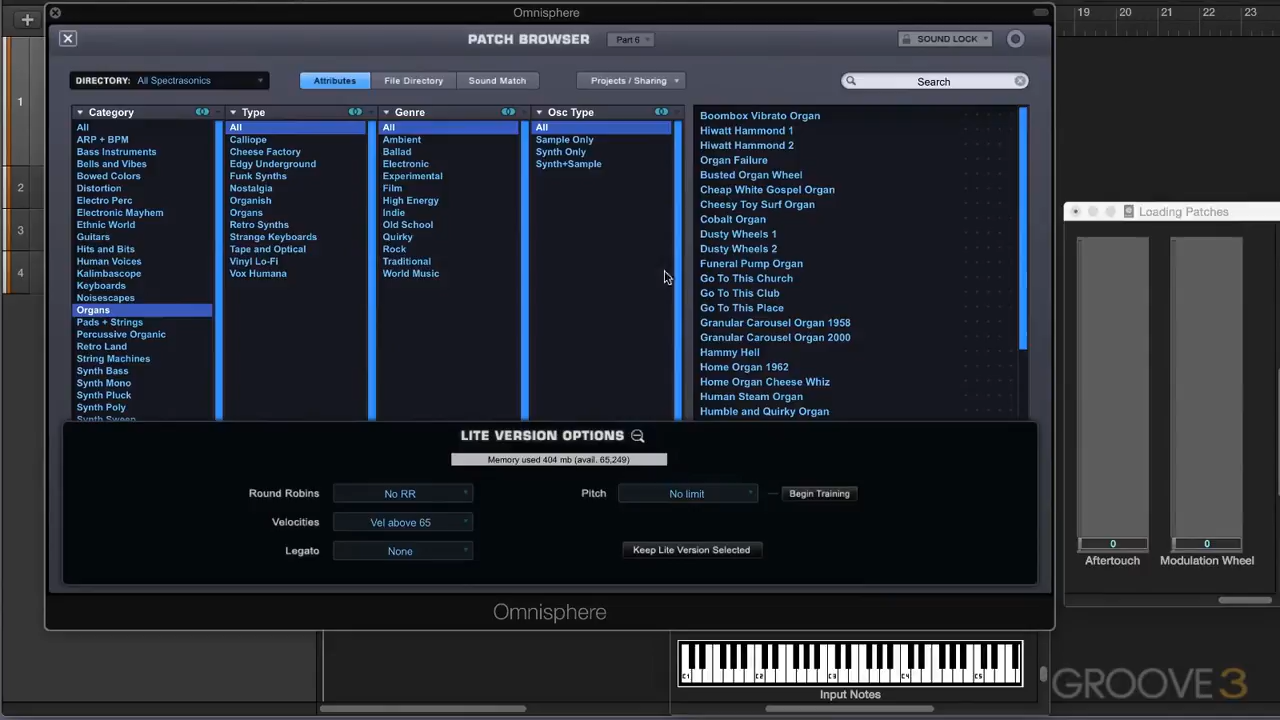 Omnisphere
19 20 21 22 23
PATCH BROWSER Part 6 SOUND LOCK
DIRECTORY: All Spectrasonics Attributes File Directory Sound Match Projects / Sharing Search
1
2
3
4
Category
All
ARP + BPM
Bass Instruments
Bells and Vibes
Bowed Colors
Distortion
Electro Perc
Electronic Mayhem
Ethnic World
Guitars
Hits and Bits
Human Voices
Kalimbascape
Keyboards
Noisescapes
Organs
Pads + Strings
Percussive Organic
Retro Land
String Machines
Synth Bass
Synth Mono
Synth Pluck
Synth Poly
Synth Sweep
Type
All
Calliope
Cheese Factory
Edgy Underground
Funk Synths
Nostalgia
Organish
Organs
Retro Synths
Strange Keyboards
Tape and Optical
Vinyl Lo-Fi
Vox Humana
Genre
All
Ambient
Ballad
Electronic
Experimental
Film
High Energy
Indie
Old School
Quirky
Rock
Traditional
World Music
Osc Type
All
Sample Only
Synth Only
Synth+Sample
Boombox Vibrato Organ
Hiwatt Hammond 1
Hiwatt Hammond 2
Organ Failure
Busted Organ Wheel
Cheap White Gospel Organ
Cheesy Toy Surf Organ
Cobalt Organ
Dusty Wheels 1
Dusty Wheels 2
Funeral Pump Organ
Go To This Church
Go To This Club
Go To This Place
Granular Carousel Organ 1958
Granular Carousel Organ 2000
Hammy Hell
Home Organ 1962
Home Organ Cheese Whiz
Human Steam Organ
Humble and Quirky Organ
LITE VERSION OPTIONS
Memory used 404 mb (avail. 65,249)
Round Robins No RR Pitch No limit Begin Training
Velocities Vel above 65
Legato None Keep Lite Version Selected
Omnisphere
Loading Patches
0 0
Aftertouch Modulation Wheel
C1 C2 C3 C4 C5
Input Notes
GROOVE 3